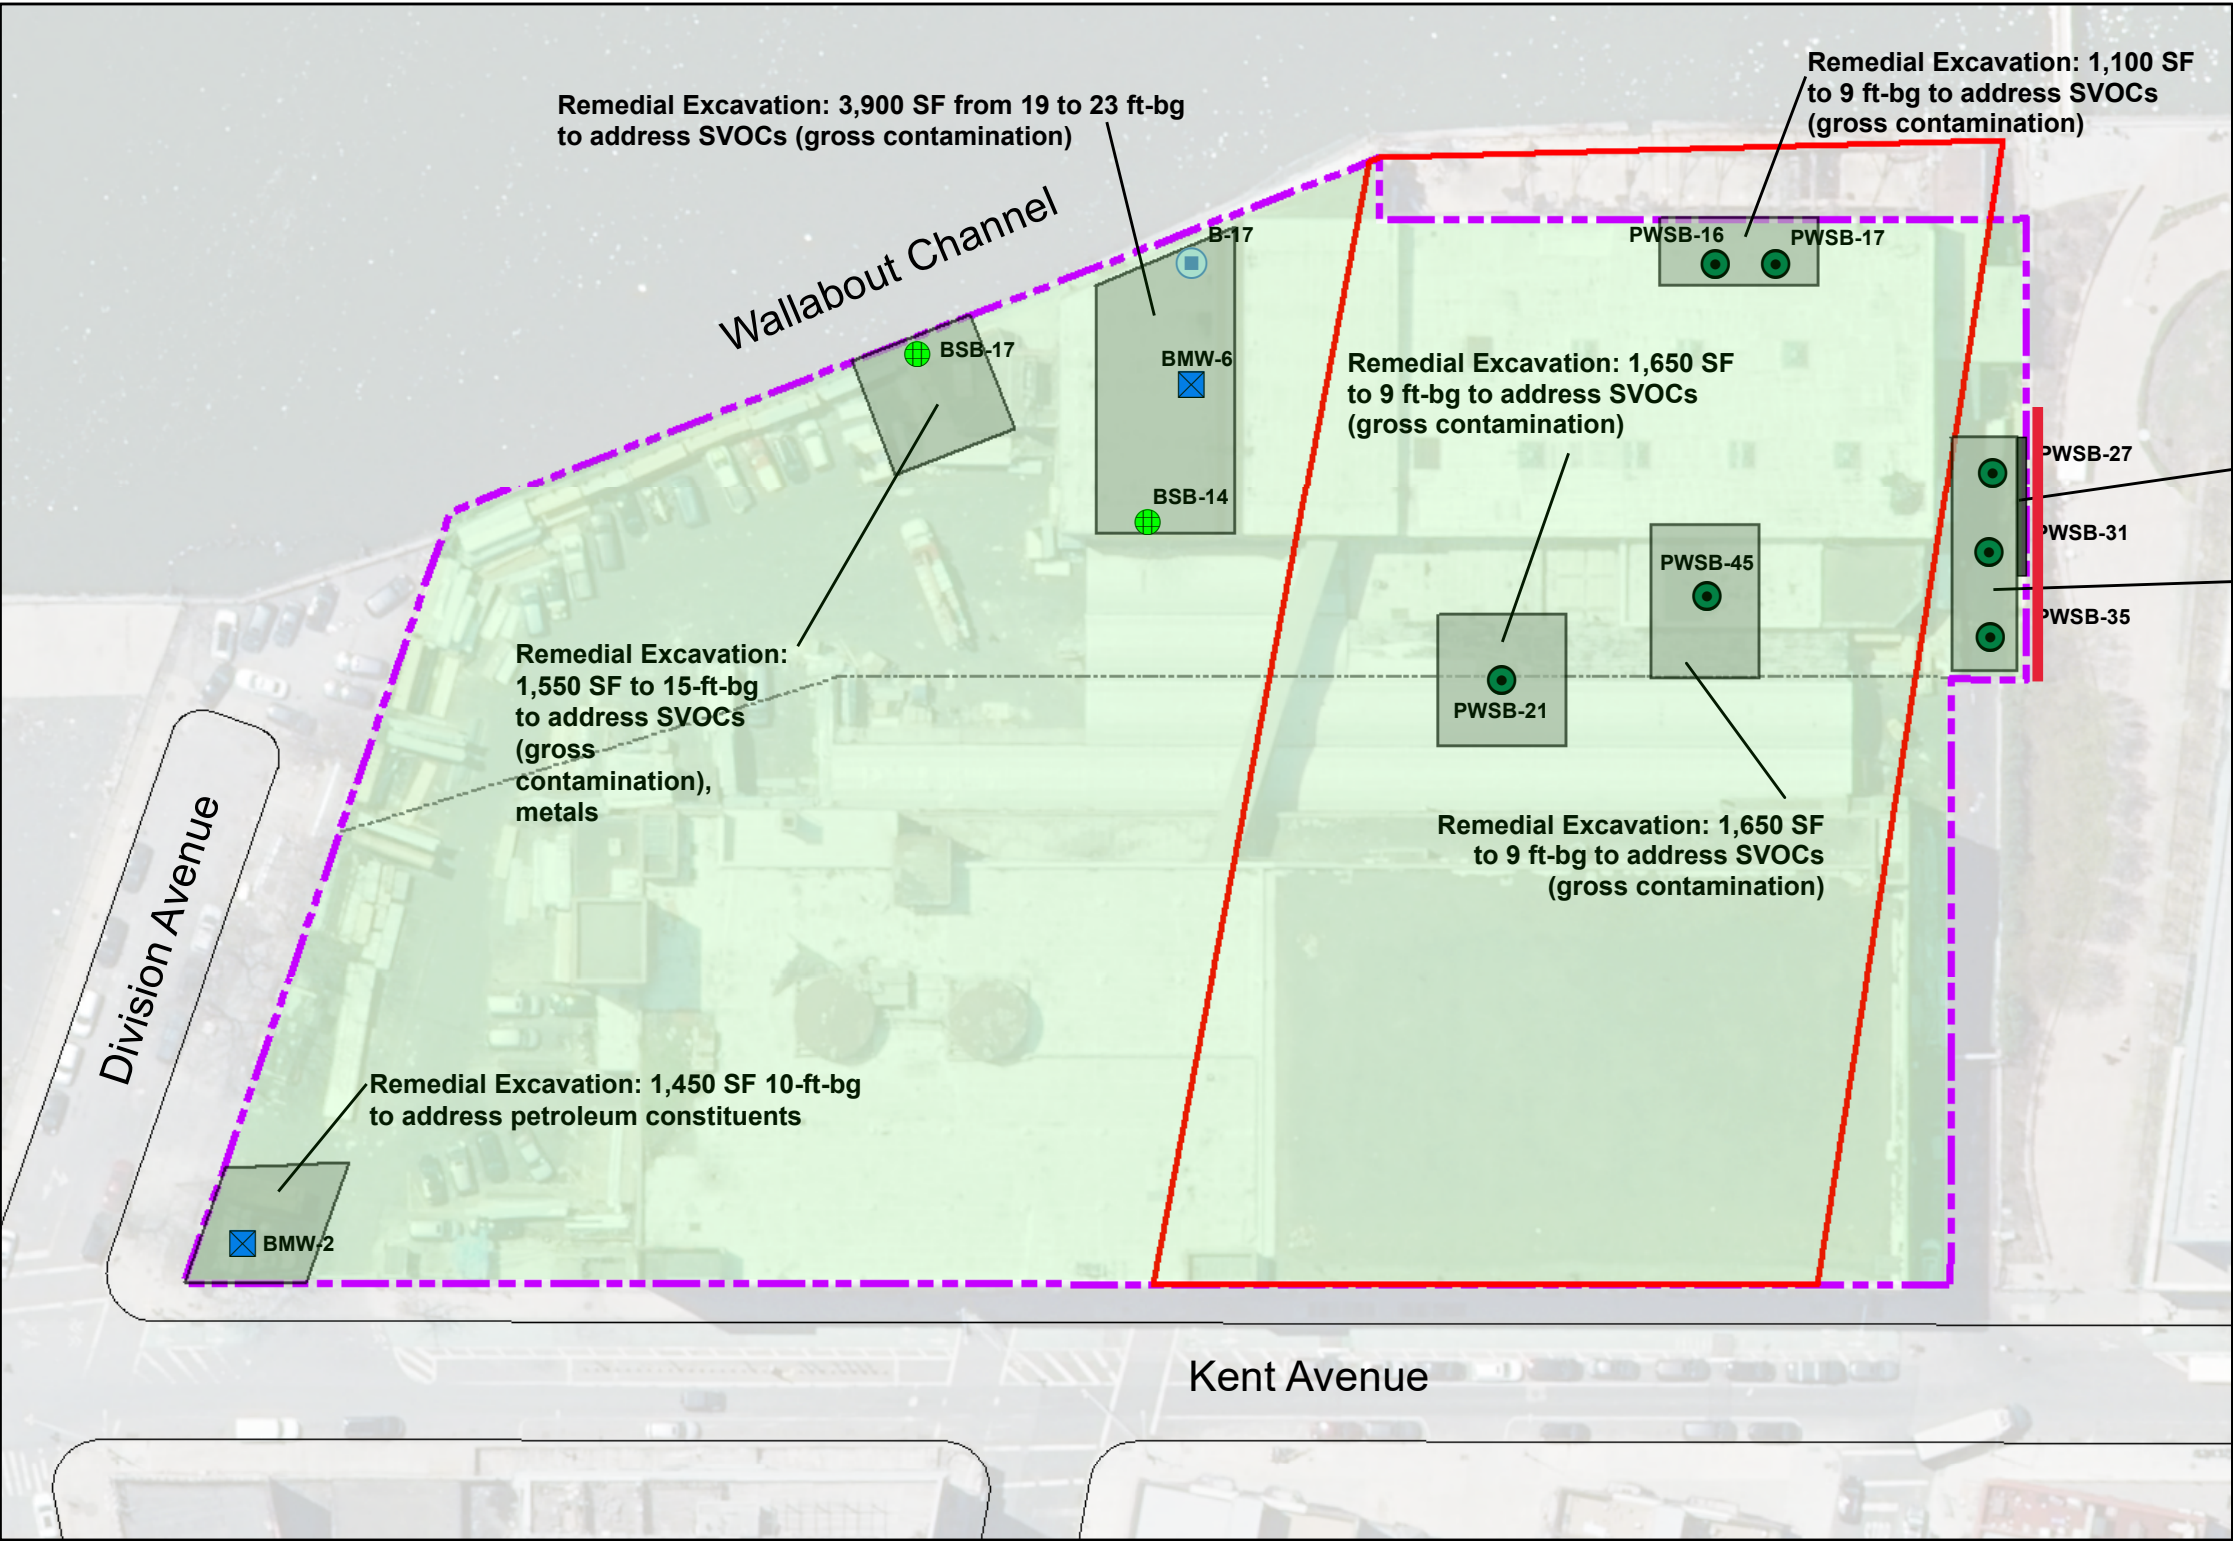 Remedial Excavation: 1,100 SF
to 9 ft-bg to address SVOCs
(gross contamination)
Remedial Excavation: 3,900 SF from 19 to 23 ft-bg
to address SVOCs (gross contamination)
Wallabout Channel
B-17
PWSB-16
PWSB-17
BSB-17
BMW-6
Remedial Excavation: 1,650 SF
to 9 ft-bg to address SVOCs
(gross contamination)
PWSB-27
BSB-14
PWSB-31
PWSB-45
PWSB-35
Remedial Excavation:
1,550 SF to 15-ft-bg
to address SVOCs
(gross
contamination),
metals
PWSB-21
Remedial Excavation: 1,650 SF
to 9 ft-bg to address SVOCs
(gross contamination)
Division Avenue
Remedial Excavation: 1,450 SF 10-ft-bg
to address petroleum constituents
BMW-2
Kent Avenue